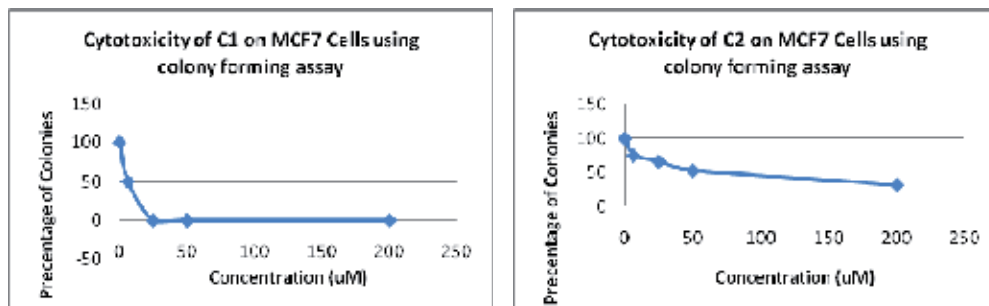 Cytotoxicity of C1 on MCF7 Cells using
colony forming assay
Precentage of Colonies
150
100
50
0
-50
0
50
100
150
200
250
Concentration (uM)
Cytotoxicity of C2 on MCF7 Cells using
colony forming assay
Precentage of Cononies
150
100
50
0
0
50
100
150
200
250
Concentration (uM)